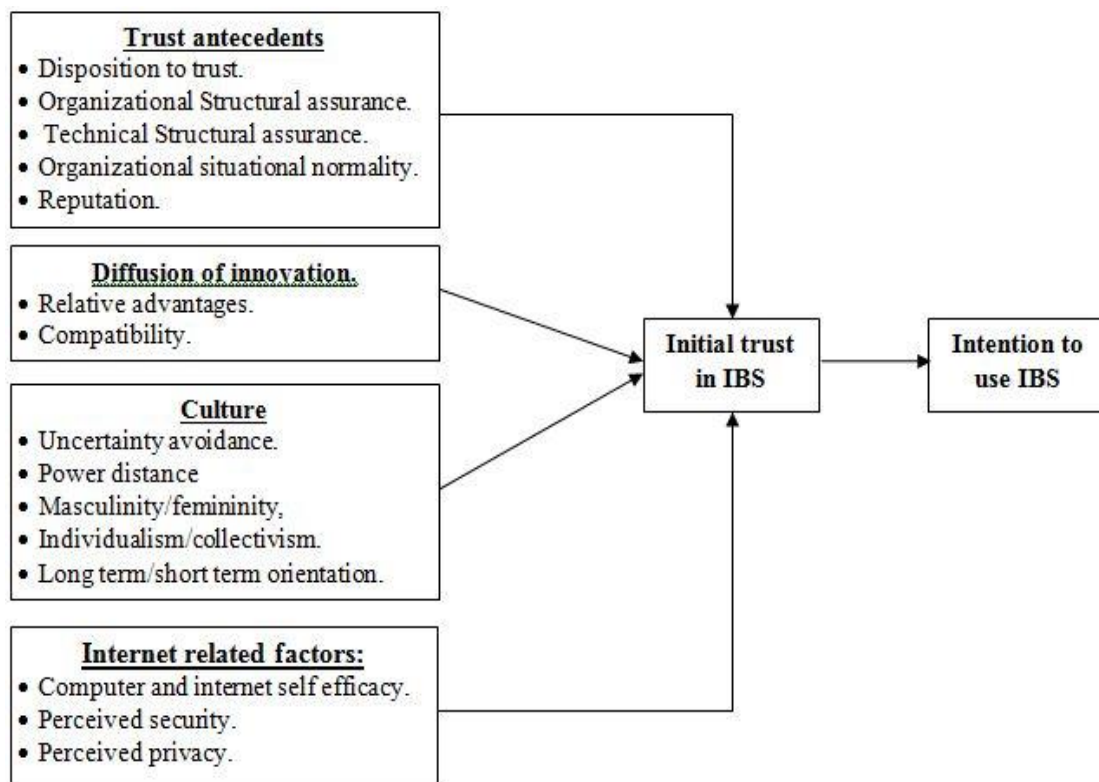 Trust antecedents
• Disposition to trust.
• Organizational Structural assurance.
• Technical Structural assurance.
• Organizational situational normality.
• Reputation.
Diffusion of innovation.
• Relative advantages.
• Compatibility.
Culture
• Uncertainty avoidance.
• Power distance
• Masculinity/femininity,
• Individualism/collectivism.
• Long term/short term orientation.
Internet related factors:
• Computer and internet self efficacy.
• Perceived security.
• Perceived privacy.
Initial trust
in IBS
Intention to
use IBS